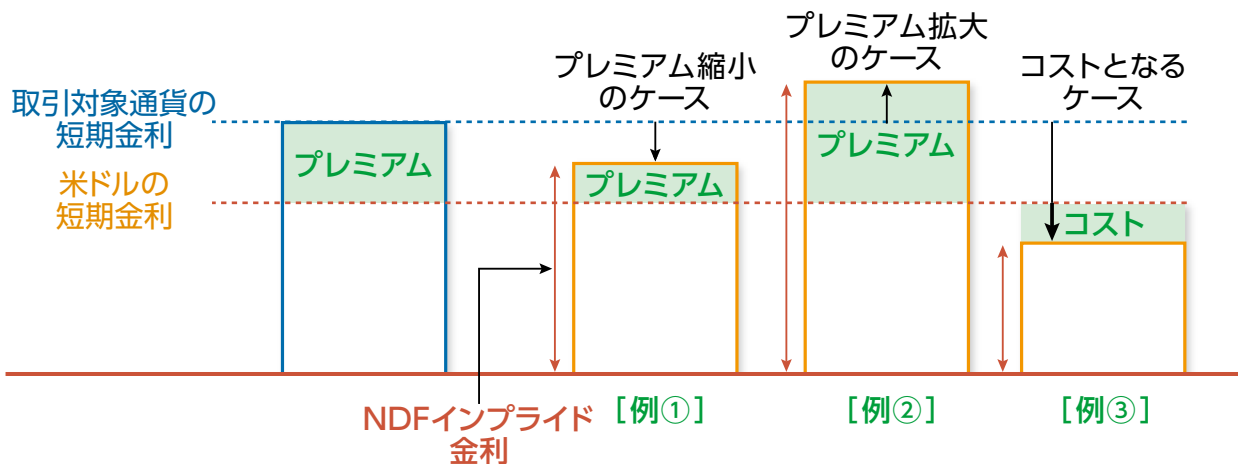 取引対象通貨の
短期金利
米ドルの
短期金利
プレミアム
プレミアム縮小
のケース
プレミアム
プレミアム拡大
のケース
プレミアム
コストとなる
ケース
コスト
NDFインプライド
金利
［例①］
［例②］
［例③］